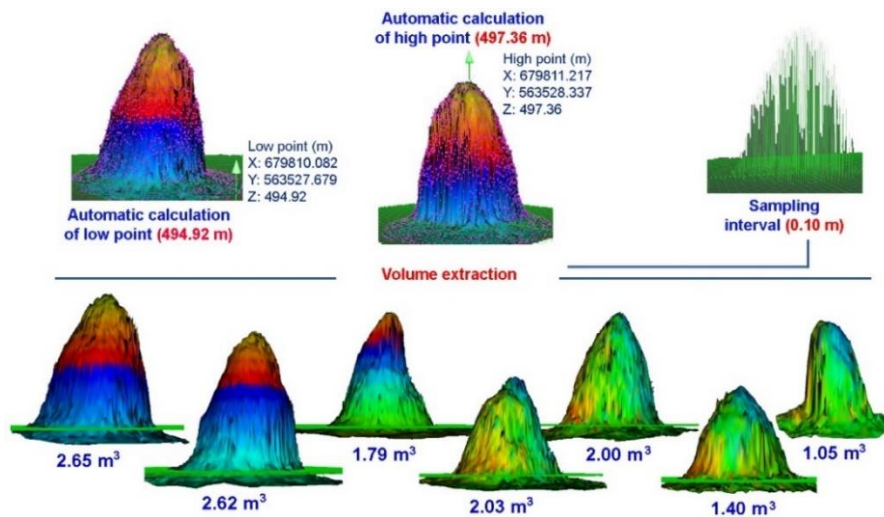 Automatic calculation
of high point (497.36 m)
High point (m)
X: 679811.217
Y: 563528.337
Z: 497.36
Low point (m)
X: 679810.082
Y: 563527.679
Z: 494.92
Automatic calculation
of low point (494.92 m)
Sampling
interval (0.10 m)
Volume extraction
2.65 m³
2.62 m³
1.79 m³
2.03 m³
2.00 m³
1.40 m³
1.05 m³